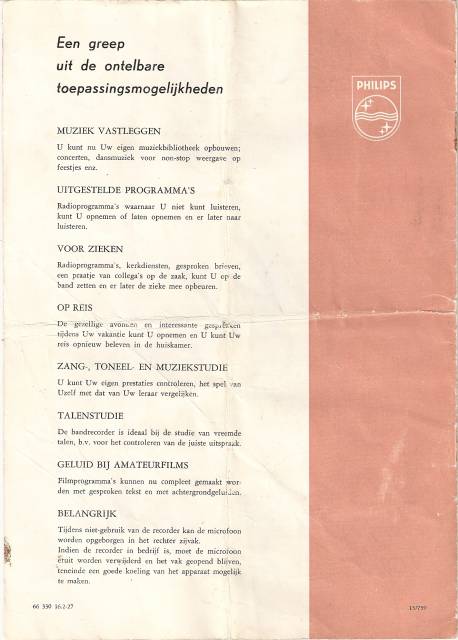 Een greep
uit de ontelbare
toepassingsmogelijkheden
PHILIPS
MUZIEK VASTLEGGEN
U kunt nu Uw eigen muziekbibliotheek opbouwen;
concerten, dansmuziek voor non-stop weergave op
feestjes enz.
UITGESTELDE PROGRAMMA'S
Radioprogramma's waarnaar U niet kunt luisteren,
kunt U opnemen of laten opnemen en er later naar
luisteren.
VOOR ZIEKEN
Radioprogramma's, kerkdiensten, gesproken brieven,
een praatje van collega's op de zaak, kunt U op de
band zetten en er later de zieke mee opbeuren.
OP REIS
De gezellige avonden en interessante gesprekken
tijdens Uw vakantie kunt U opnemen en U kunt Uw
reis opnieuw beleven in de huiskamer.
ZANG-, TONEEL- EN MUZIEKSTUDIE
U kunt Uw eigen prestaties controleren, het spel van
Uzelf met dat van Uw leraar vergelijken.
TALENSTUDIE
De bandrecorder is ideaal bij de studie van vreemde
talen, b.v. voor het controleren van de juiste uitspraak.
GELUID BIJ AMATEURFILMS
Filmprogramma's kunnen nu compleet gemaakt wor-
den met gesproken tekst en met achtergrondgeluiden.
BELANGRIJK
Tijdens niet-gebruik van de recorder kan de microfoon
worden opgeborgen in het rechter zijvak.
Indien de recorder in bedrijf is, moet de microfoon
eruit worden verwijderd en het vak geopend blijven,
teneinde een goede koeling van het apparaat mogelijk
te maken.
66 330 16.2-27
15/759